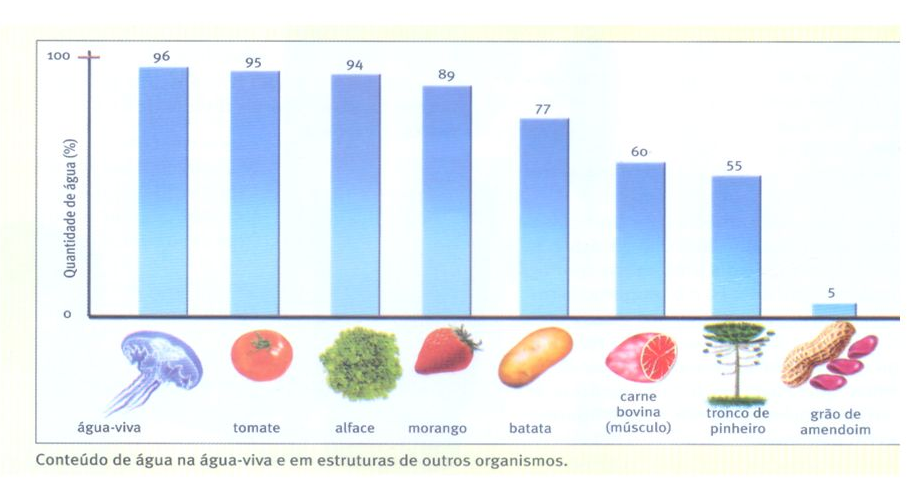 100
96
95
94
89
77
60
55
5
Quantidade de água (%)
0
água-viva
tomate
alface
morango
batata
carne
bovina
(músculo)
tronco de
pinheiro
grão de
amendoim
Conteúdo de água na água-viva e em estruturas de outros organismos.